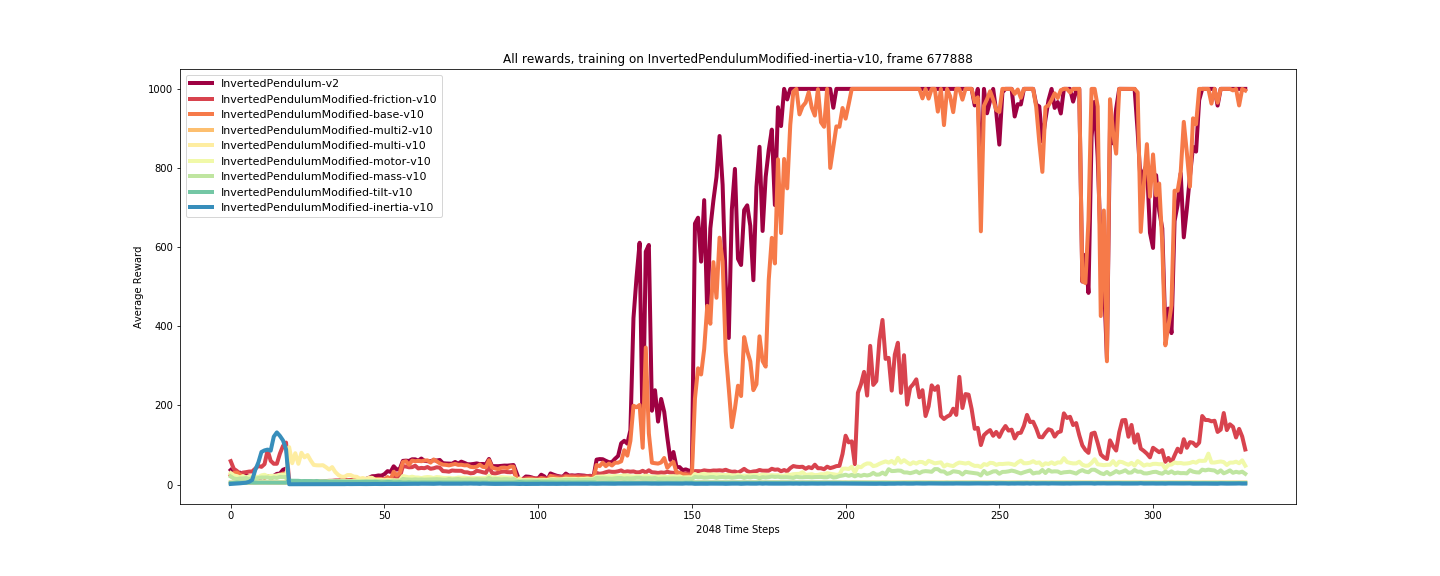 All rewards, training on InvertedPendulumModified-inertia-v10, frame 677888
InvertedPendulum-v2
InvertedPendulumModified-friction-v10
InvertedPendulumModified-base-v10
InvertedPendulumModified-multi2-v10
InvertedPendulumModified-multi-v10
InvertedPendulumModified-motor-v10
InvertedPendulumModified-mass-v10
InvertedPendulumModified-tilt-v10
InvertedPendulumModified-inertia-v10
Average Reward
1000
800
600
400
200
0
0 50 100 150 200 250 300
2048 Time Steps